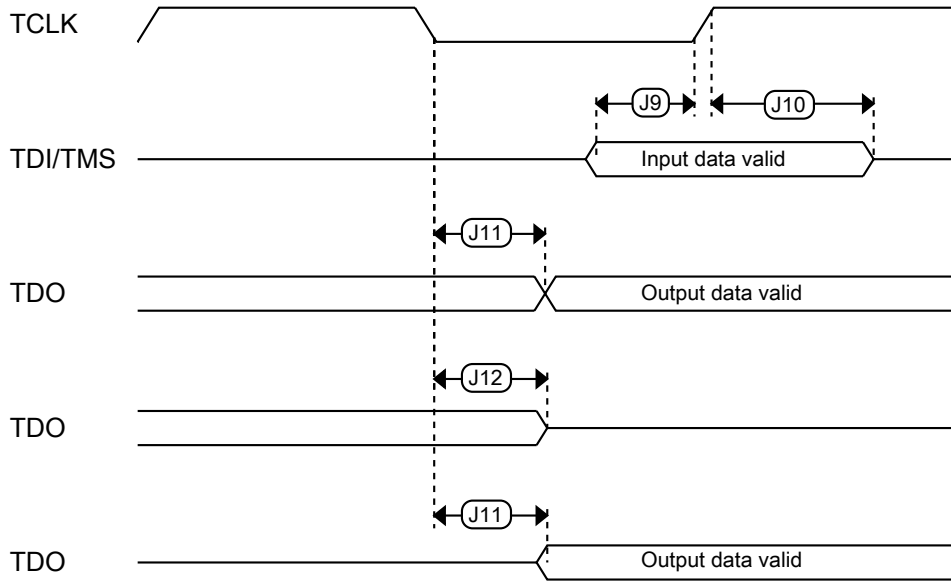 TCLK
J9
J10
TDI/TMS
Input data valid
J11
TDO
Output data valid
J12
TDO
J11
TDO
Output data valid